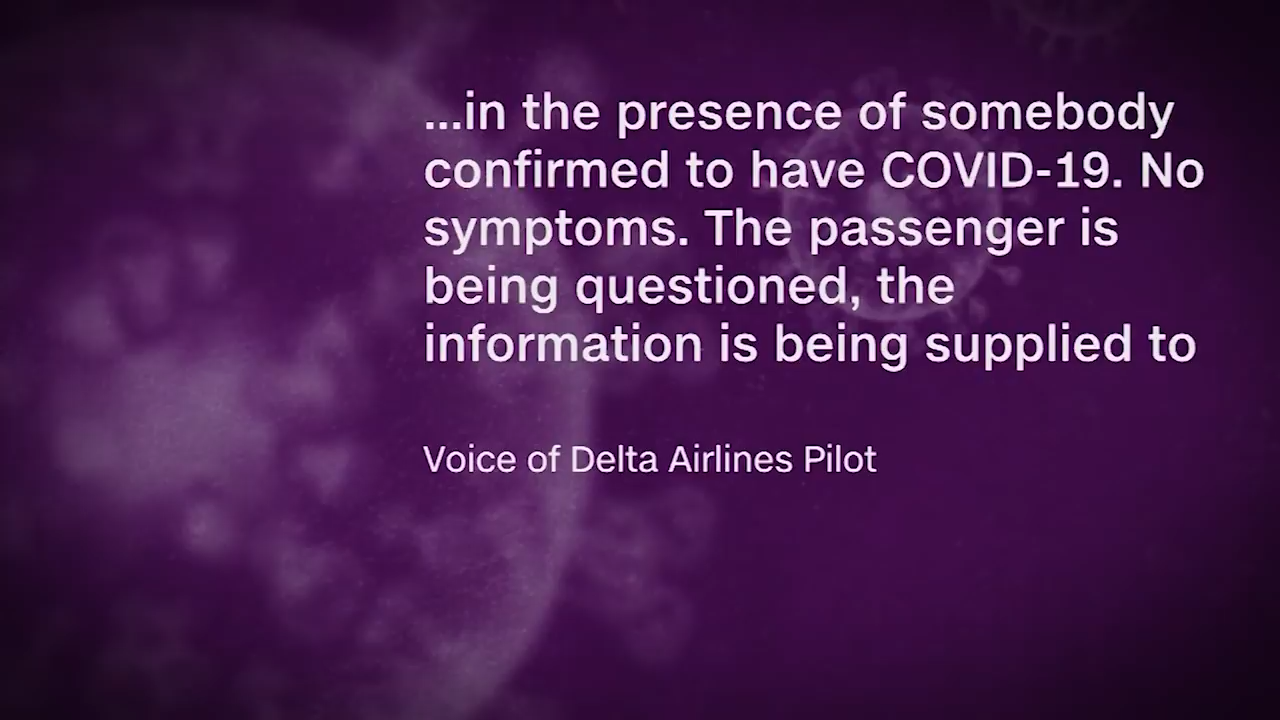 ...in the presence of somebody
confirmed to have COVID-19. No
symptoms. The passenger is
being questioned, the
information is being supplied to
Voice of Delta Airlines Pilot